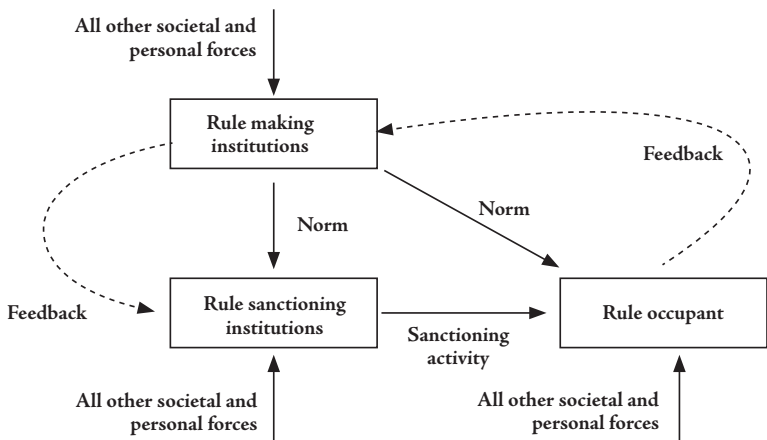 All other societal and
personal forces
Rule making
institutions
Feedback
Norm
Norm
Rule sanctioning
institutions
Feedback
Rule occupant
Sanctioning
activity
All other societal and
personal forces
All other societal and
personal forces